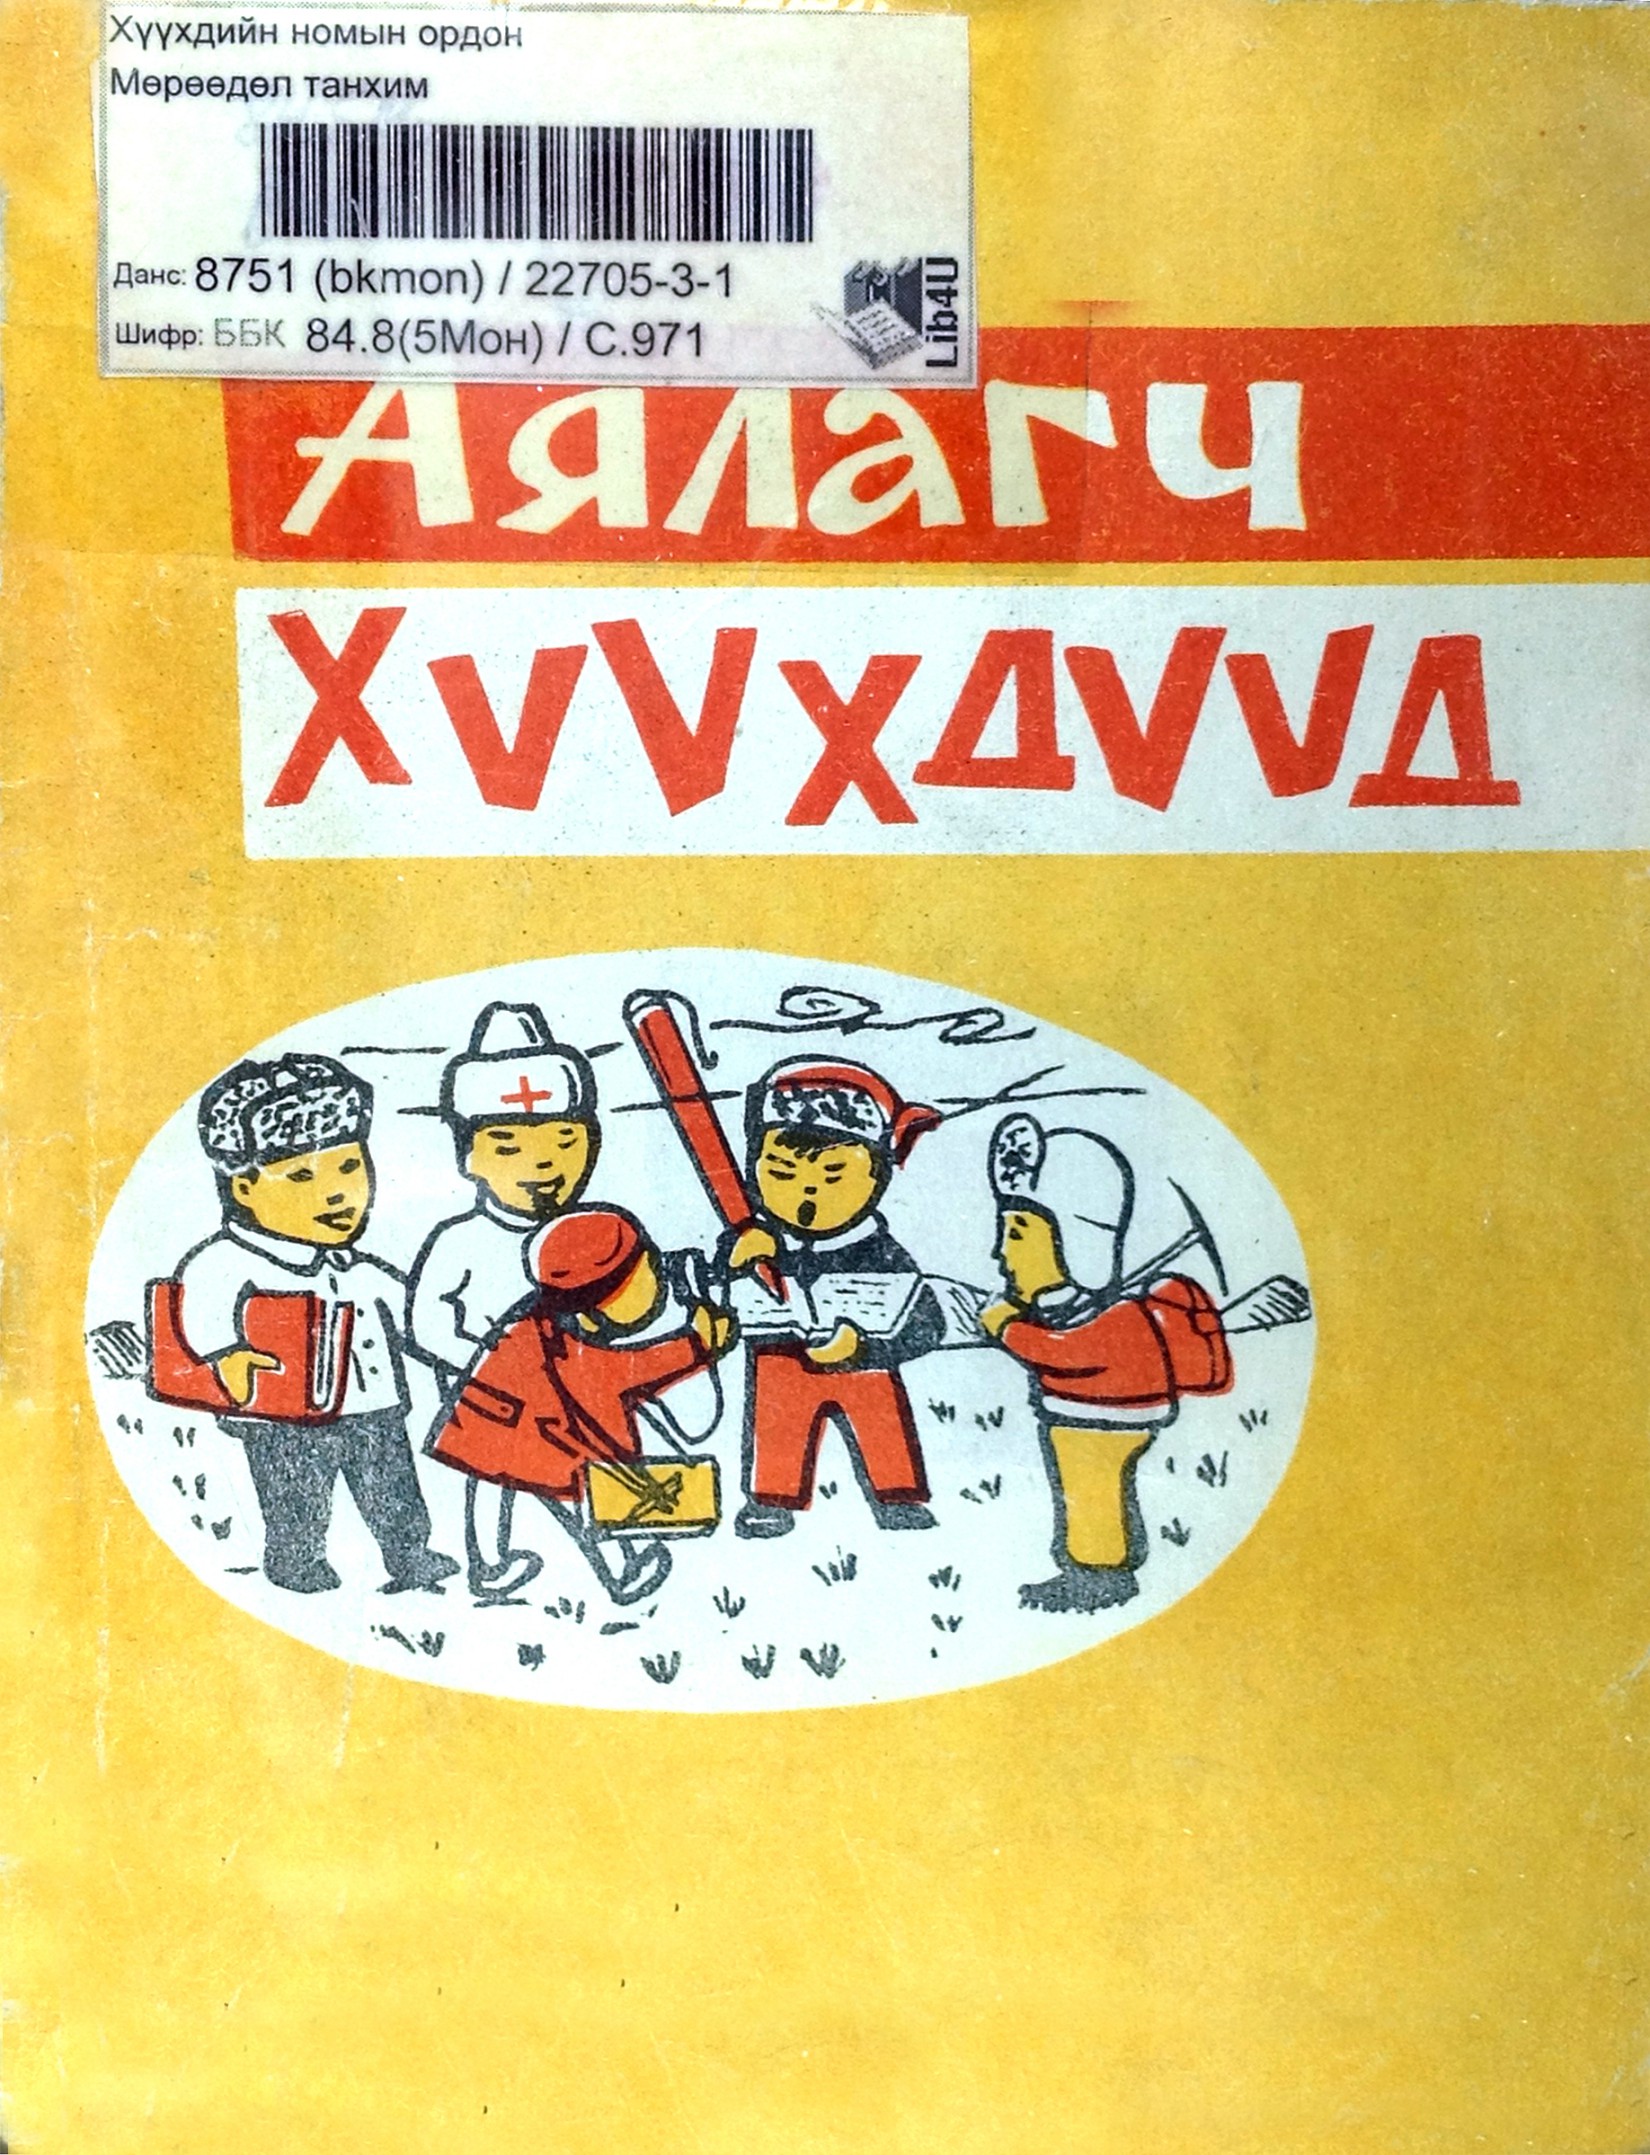 Хүүхдийн номын ордон
Мөрөөдөл танхим
Данс: 8751 (bkmon) / 22705-3-1
Шифр: ББК 84.8(5Мон) / С.971
Lib4U
Аялагч
Хүүхдүүд